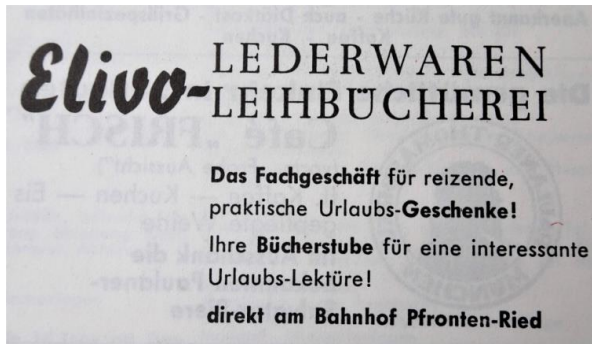 Elivo-LEDERWAREN
LEIHBÜCHEREI
Das Fachgeschäft für reizende,
praktische Urlaubs-Geschenke!
Ihre Bücherstube für eine interessante
Urlaubs-Lektüre!
direkt am Bahnhof Pfronten-Ried